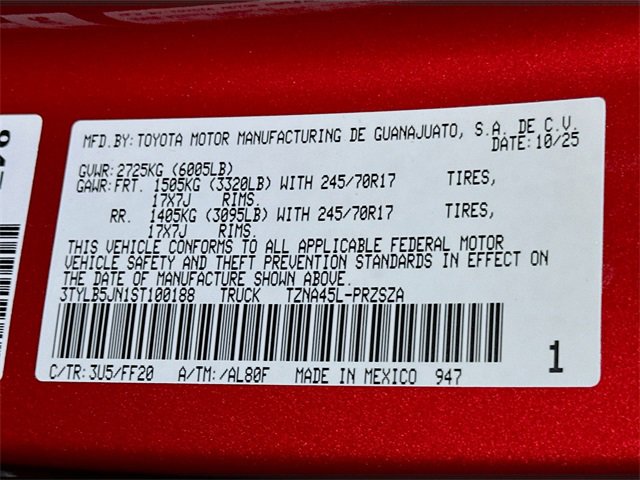 MFD.BY: TOYOTA MOTOR MANUFACTURING DE GUANAJUATO, S.A. DE C.V.
DATE: 10/25
GVWR: 2725KG (6005LB)
GAWR: FRT. 1505KG (3320LB) WITH 245/70R17 TIRES,
17X7J RIMS.
RR. 1405KG (3095LB) WITH 245/70R17 TIRES,
17X7J RIMS.
THIS VEHICLE CONFORMS TO ALL APPLICABLE FEDERAL MOTOR
VEHICLE SAFETY AND THEFT PREVENTION STANDARDS IN EFFECT ON
THE DATE OF MANUFACTURE SHOWN ABOVE.
3TYLB5JN1ST100188 TRUCK TZNA45L-PRZSZA
1
C/TR: 3U5/FF20 A/TM: /AL80F MADE IN MEXICO 947